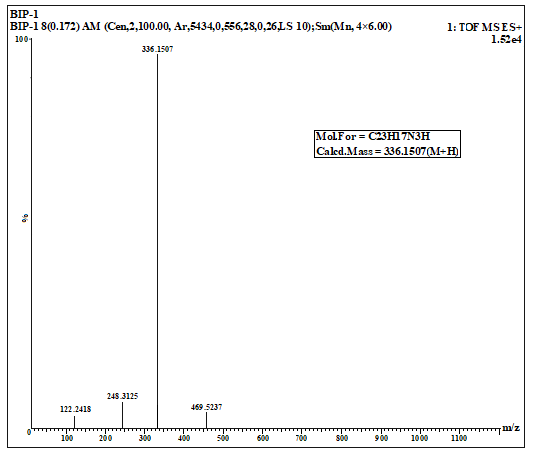 BIP-1
BIP-1 8(0.172) AM (Cen,2,100.00, Ar,5434,0,556,28,0,26,LS 10);Sm(Mn, 4×6.00)
1: TOF MS ES+
1.52e4
100
336.1507
Mol.For = C23H17N3H
Calcd.Mass = 336.1507(M+H)
%
248.3125
469.5237
122.2418
0
100 200 300 400 500 600 700 800 900 1000 1100
m/z